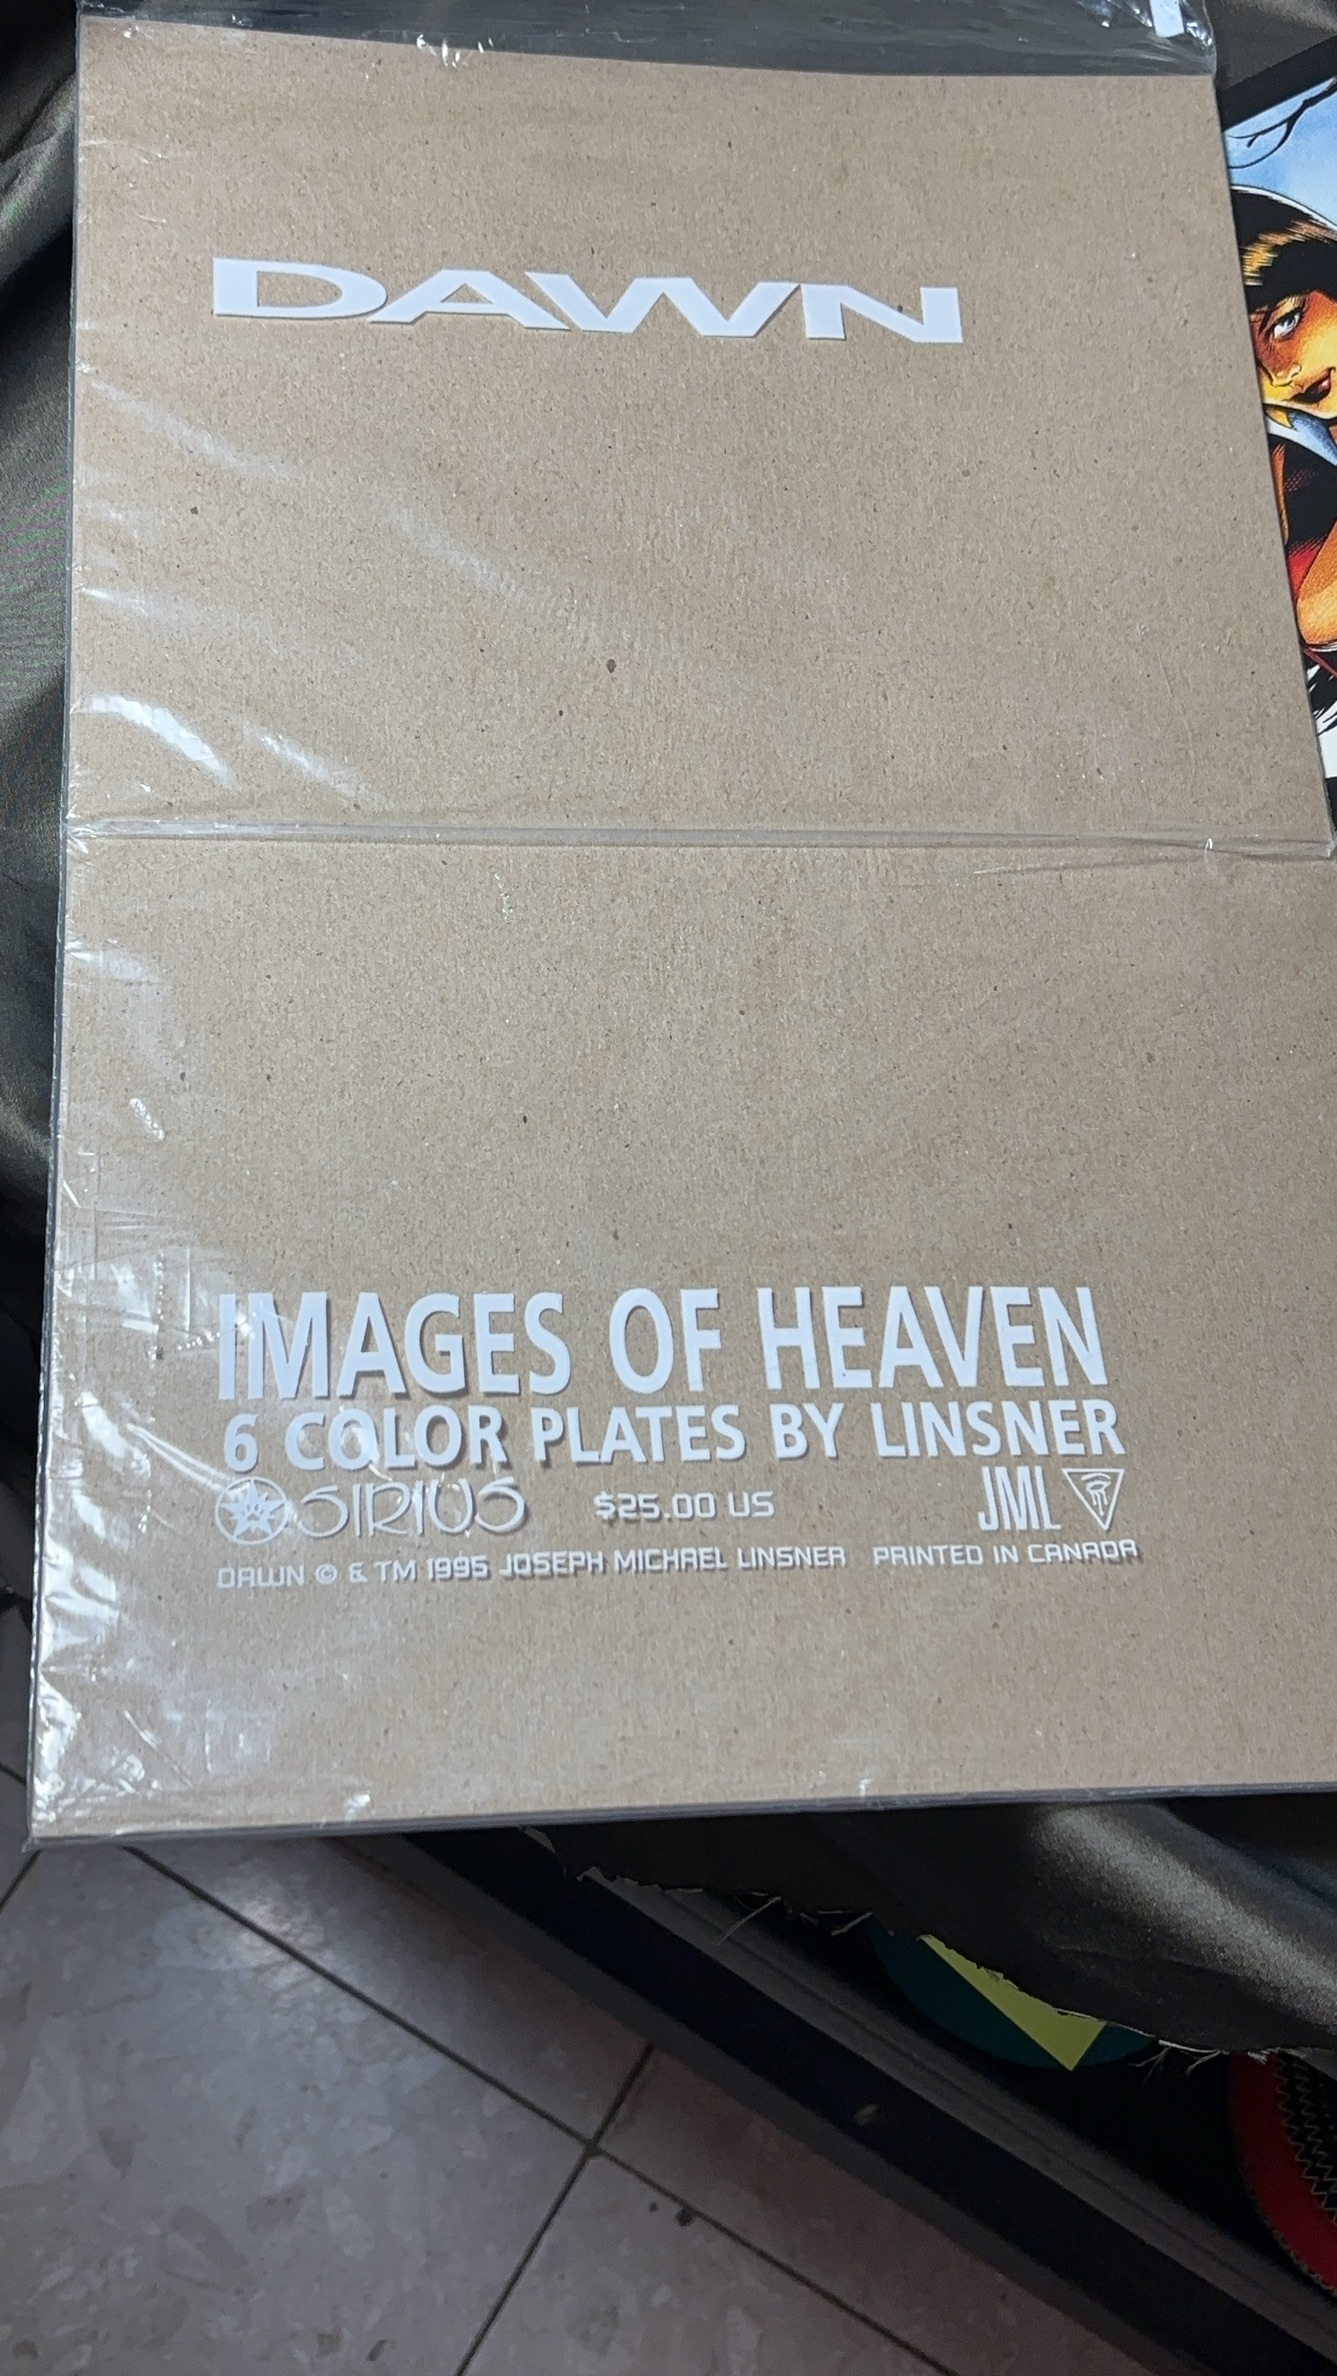 DAWN
IMAGES OF HEAVEN
6 COLOR PLATES BY LINSNER
SIRIUS $25.00 US JML
DAWN © & TM 1995 JOSEPH MICHAEL LINSNER PRINTED IN CANADA